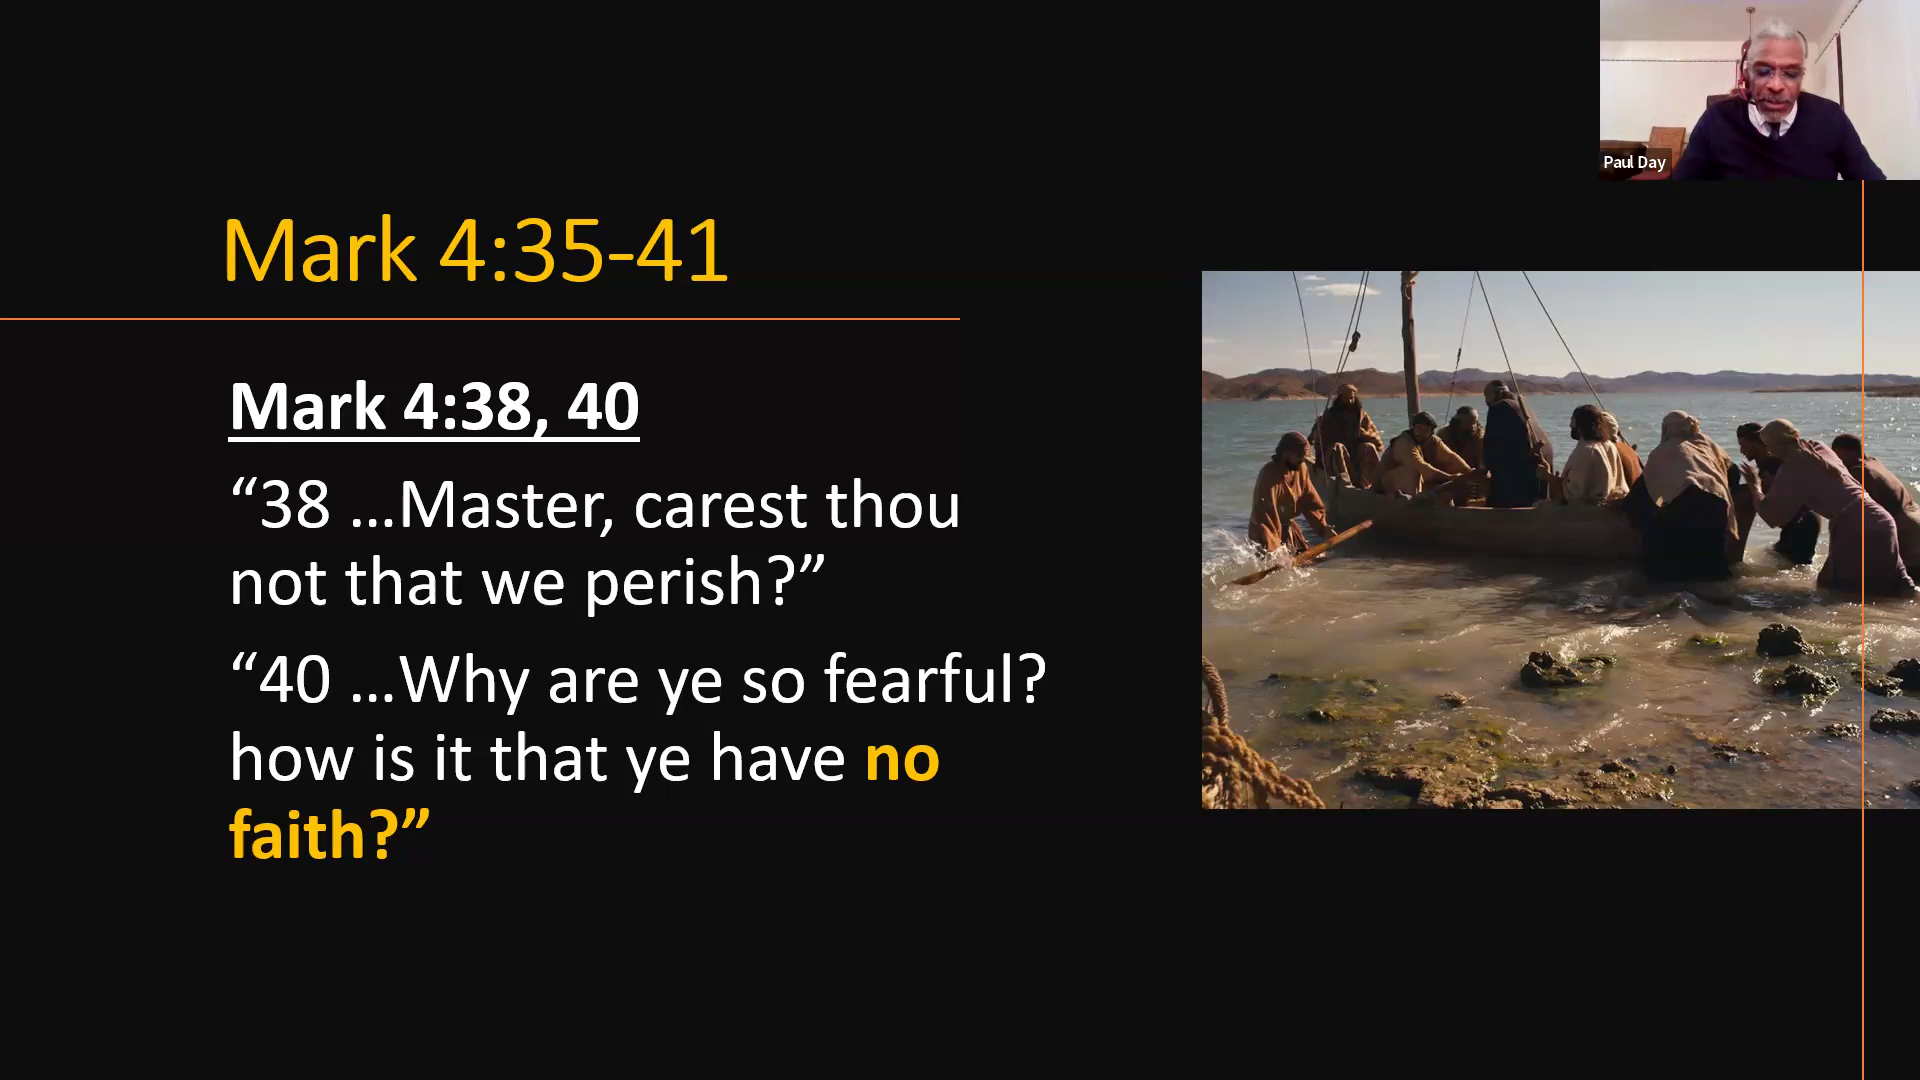 Paul Day
Mark 4:35-41
Mark 4:38, 40
“38 ...Master, carest thou
not that we perish?”
“40 ...Why are ye so fearful?
how is it that ye have no
faith?”